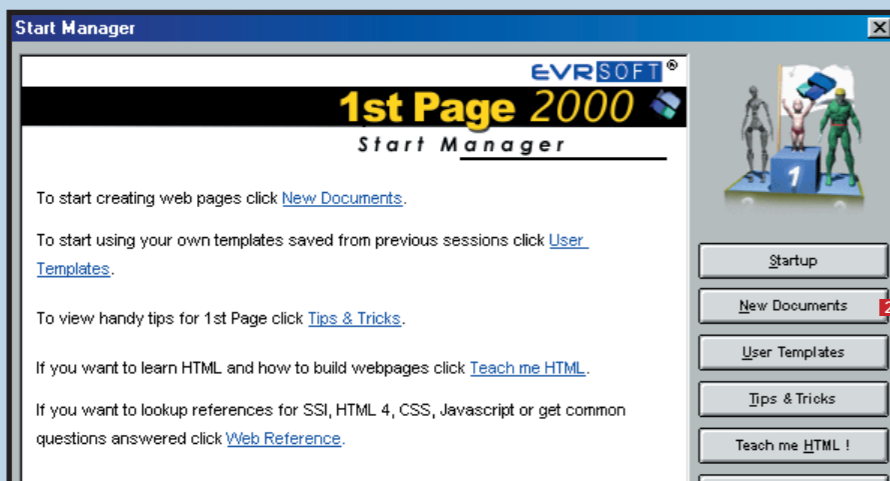 Start Manager
EVRSOFT®
1st Page 2000
Start Manager
To start creating web pages click New Documents.
To start using your own templates saved from previous sessions click User
Templates.
To view handy tips for 1st Page click Tips & Tricks.
If you want to learn HTML and how to build webpages click Teach me HTML.
If you want to lookup references for SSI, HTML 4, CSS, Javascript or get common
questions answered click Web Reference.
1
Startup
New Documents
2
User Templates
Tips & Tricks
Teach me HTML !